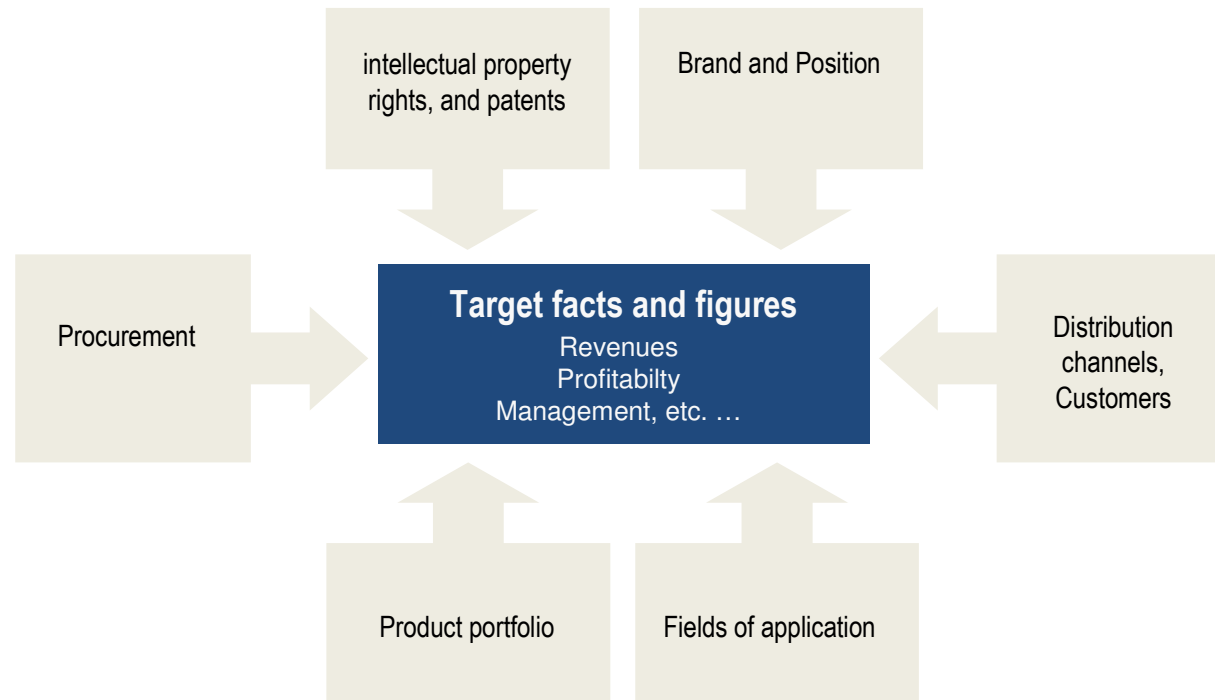 intellectual property
rights, and patents
Brand and Position
Procurement
Target facts and figures
Revenues
Profitabilty
Management, etc. …
Distribution
channels,
Customers
Product portfolio
Fields of application